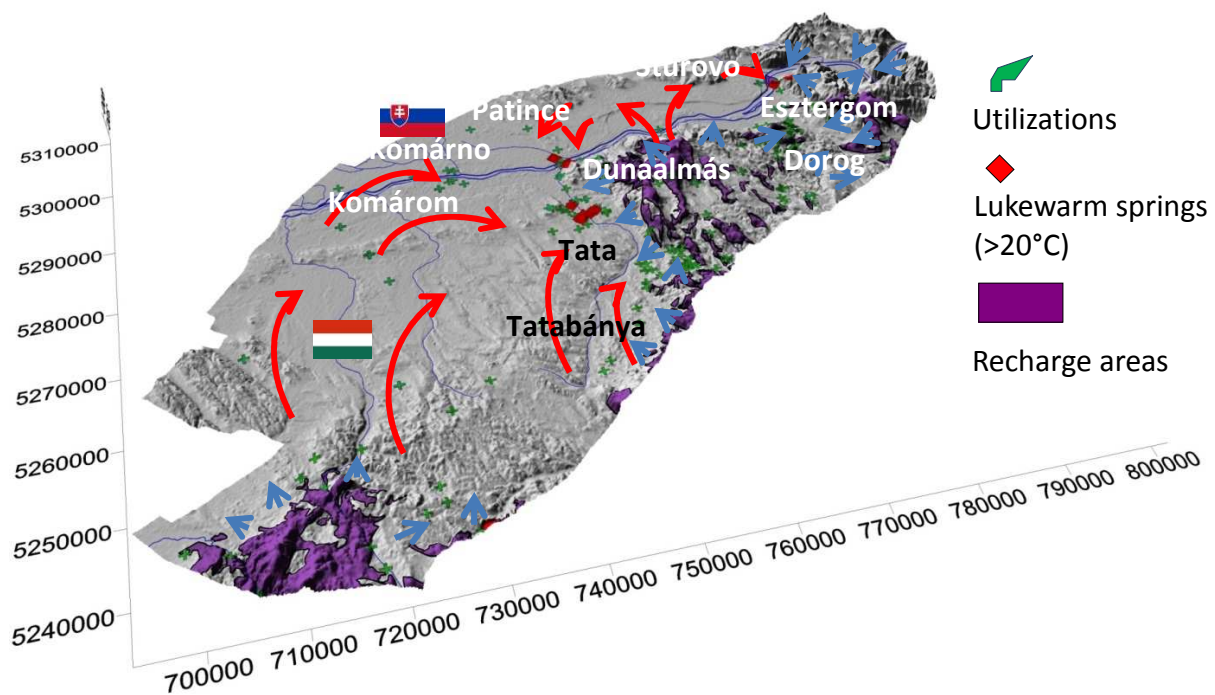 Štúrovo
Patince
Esztergom
Komárno
Dunaalmás
Dorog
Komárom
Tata
Tatabánya
Utilizations
Lukewarm springs
(>20°C)
Recharge areas
5310000
5300000
5290000
5280000
5270000
5260000
5250000
5240000
700000
710000
720000
730000
740000
750000
760000
770000
780000
790000
800000